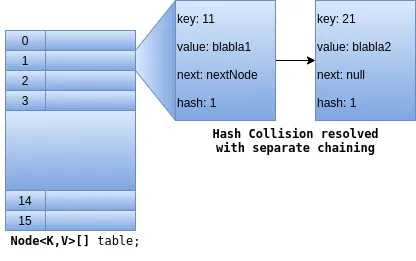 0
1
2
3
14
15
Node<K,V>[] table;
key: 11
value: blabla1
next: nextNode
hash: 1
key: 21
value: blabla2
next: null
hash: 1
Hash Collision resolved
with separate chaining